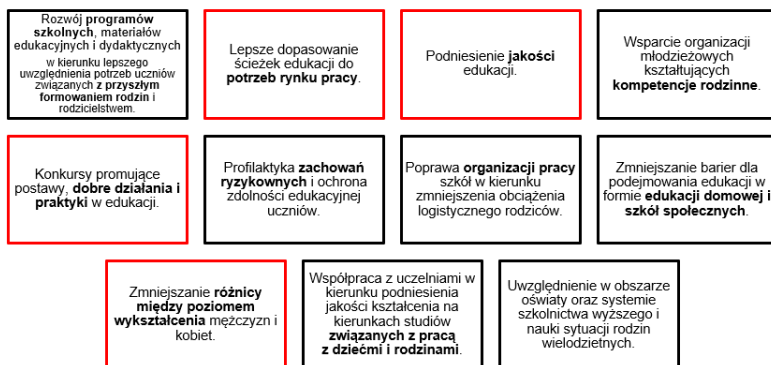 Rozwój programów
szkolnych, materiałów
edukacyjnych i dydaktycznych
w kierunku lepszego
uwzględnienia potrzeb uczniów
związanych z przyszłym
formowaniem rodzin i
rodzicielstwem.
Lepsze dopasowanie
ścieżek edukacji do
potrzeb rynku pracy.
Podniesienie jakości
edukacji.
Wsparcie organizacji
młodzieżowych
kształtujących
kompetencje rodzinne.
Konkursy promujące
postawy, dobre działania i
praktyki w edukacji.
Profilaktyka zachowań
ryzykownych i ochrona
zdolności edukacyjnej
uczniów.
Poprawa organizacji pracy
szkół w kierunku
zmniejszenia obciążenia
logistycznego rodziców.
Zmniejszanie barier dla
podejmowania edukacji w
formie edukacji domowej i
szkół społecznych.
Zmniejszanie różnicy
między poziomem
wykształcenia mężczyzn i
kobiet.
Współpraca z uczelniami w
kierunku podniesienia
jakości kształcenia na
kierunkach studiów
związanych z pracą
z dziećmi i rodzinami.
Uwzględnienie w obszarze
oświaty oraz systemie
szkolnictwa wyższego i
nauki sytuacji rodzin
wielodzietnych.